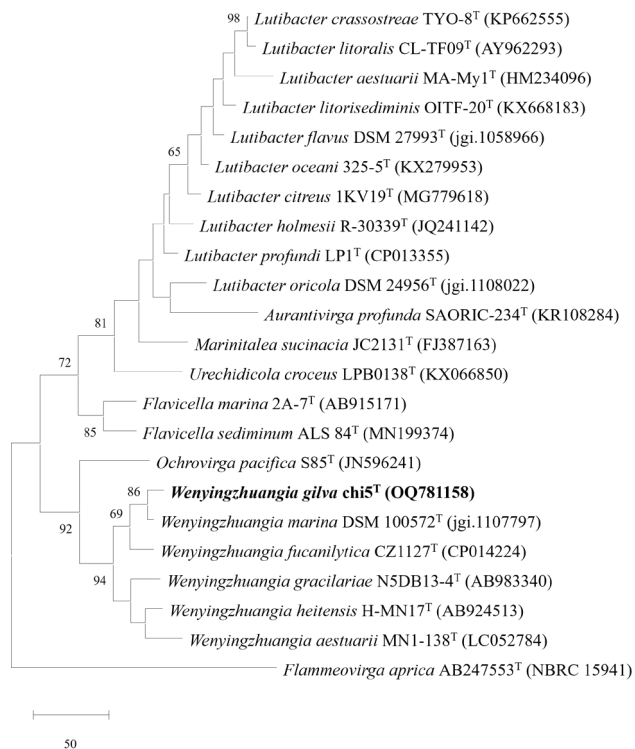 98
Lutibacter crassostreae TYO-8ᵀ (KP662555)
Lutibacter litoralis CL-TF09ᵀ (AY962293)
Lutibacter aestuarii MA-My1ᵀ (HM234096)
Lutibacter litorisediminis OITF-20ᵀ (KX668183)
Lutibacter flavus DSM 27993ᵀ (jgi.1058966)
65
Lutibacter oceani 325-5ᵀ (KX279953)
Lutibacter citreus 1KV19ᵀ (MG779618)
Lutibacter holmesii R-30339ᵀ (JQ241142)
Lutibacter profundi LP1ᵀ (CP013355)
Lutibacter oricola DSM 24956ᵀ (jgi.1108022)
Aurantivirga profunda SAORIC-234ᵀ (KR108284)
81
Marinitalea sucinacia JC2131ᵀ (FJ387163)
72
Urechidicola croceus LPB0138ᵀ (KX066850)
Flavicella marina 2A-7ᵀ (AB915171)
85
Flavicella sediminum ALS 84ᵀ (MN199374)
Ochrovirga pacifica S85ᵀ (JN596241)
86
Wenyingzhuangia gilva chi5ᵀ (OQ781158)
69
92
Wenyingzhuangia marina DSM 100572ᵀ (jgi.1107797)
Wenyingzhuangia fucanilytica CZ1127ᵀ (CP014224)
94
Wenyingzhuangia gracilariae N5DB13-4ᵀ (AB983340)
Wenyingzhuangia heitensis H-MN17ᵀ (AB924513)
Wenyingzhuangia aestuarii MN1-138ᵀ (LC052784)
Flammeovirga aprica AB247553ᵀ (NBRC 15941)
50